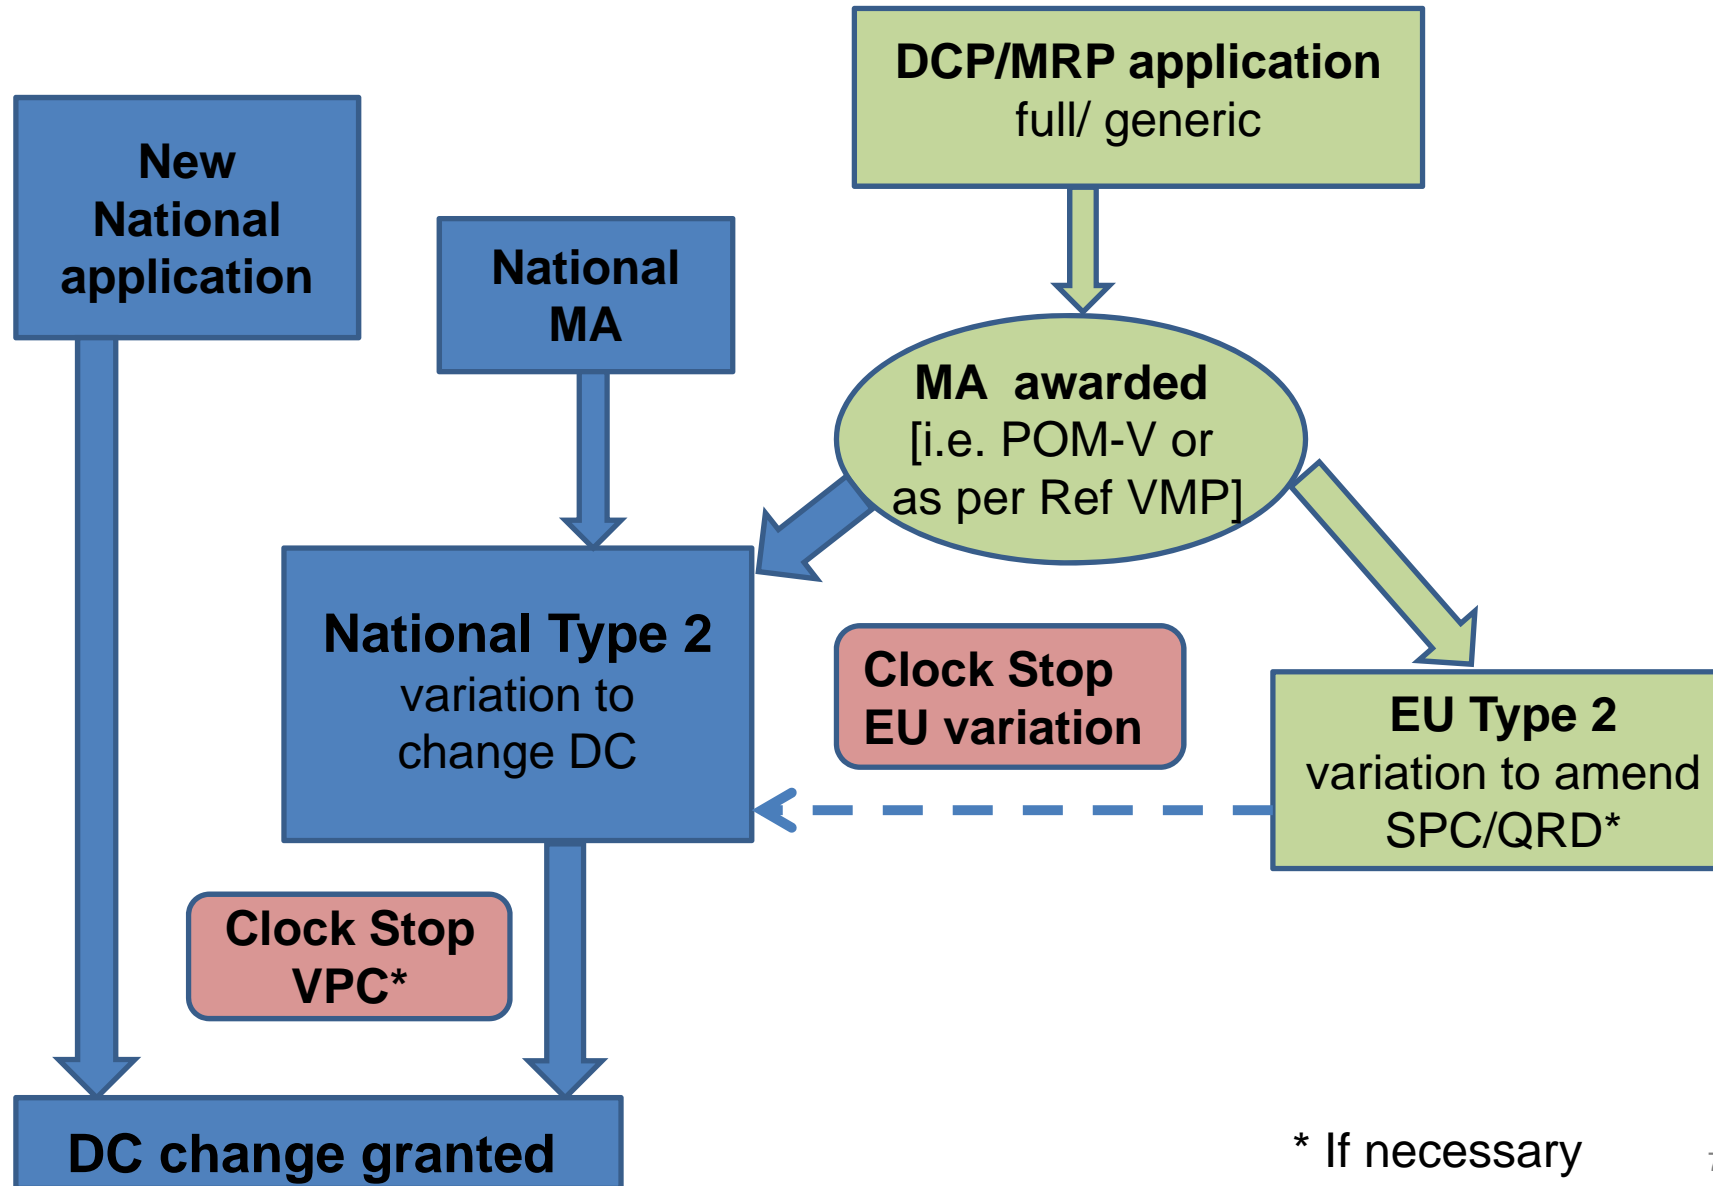 DCP/MRP application
full/ generic
New
National
application
National
MA
MA awarded
[i.e. POM-V or
as per Ref VMP]
National Type 2
variation to
change DC
Clock Stop
EU variation
EU Type 2
variation to amend
SPC/QRD*
Clock Stop
VPC*
DC change granted
* If necessary